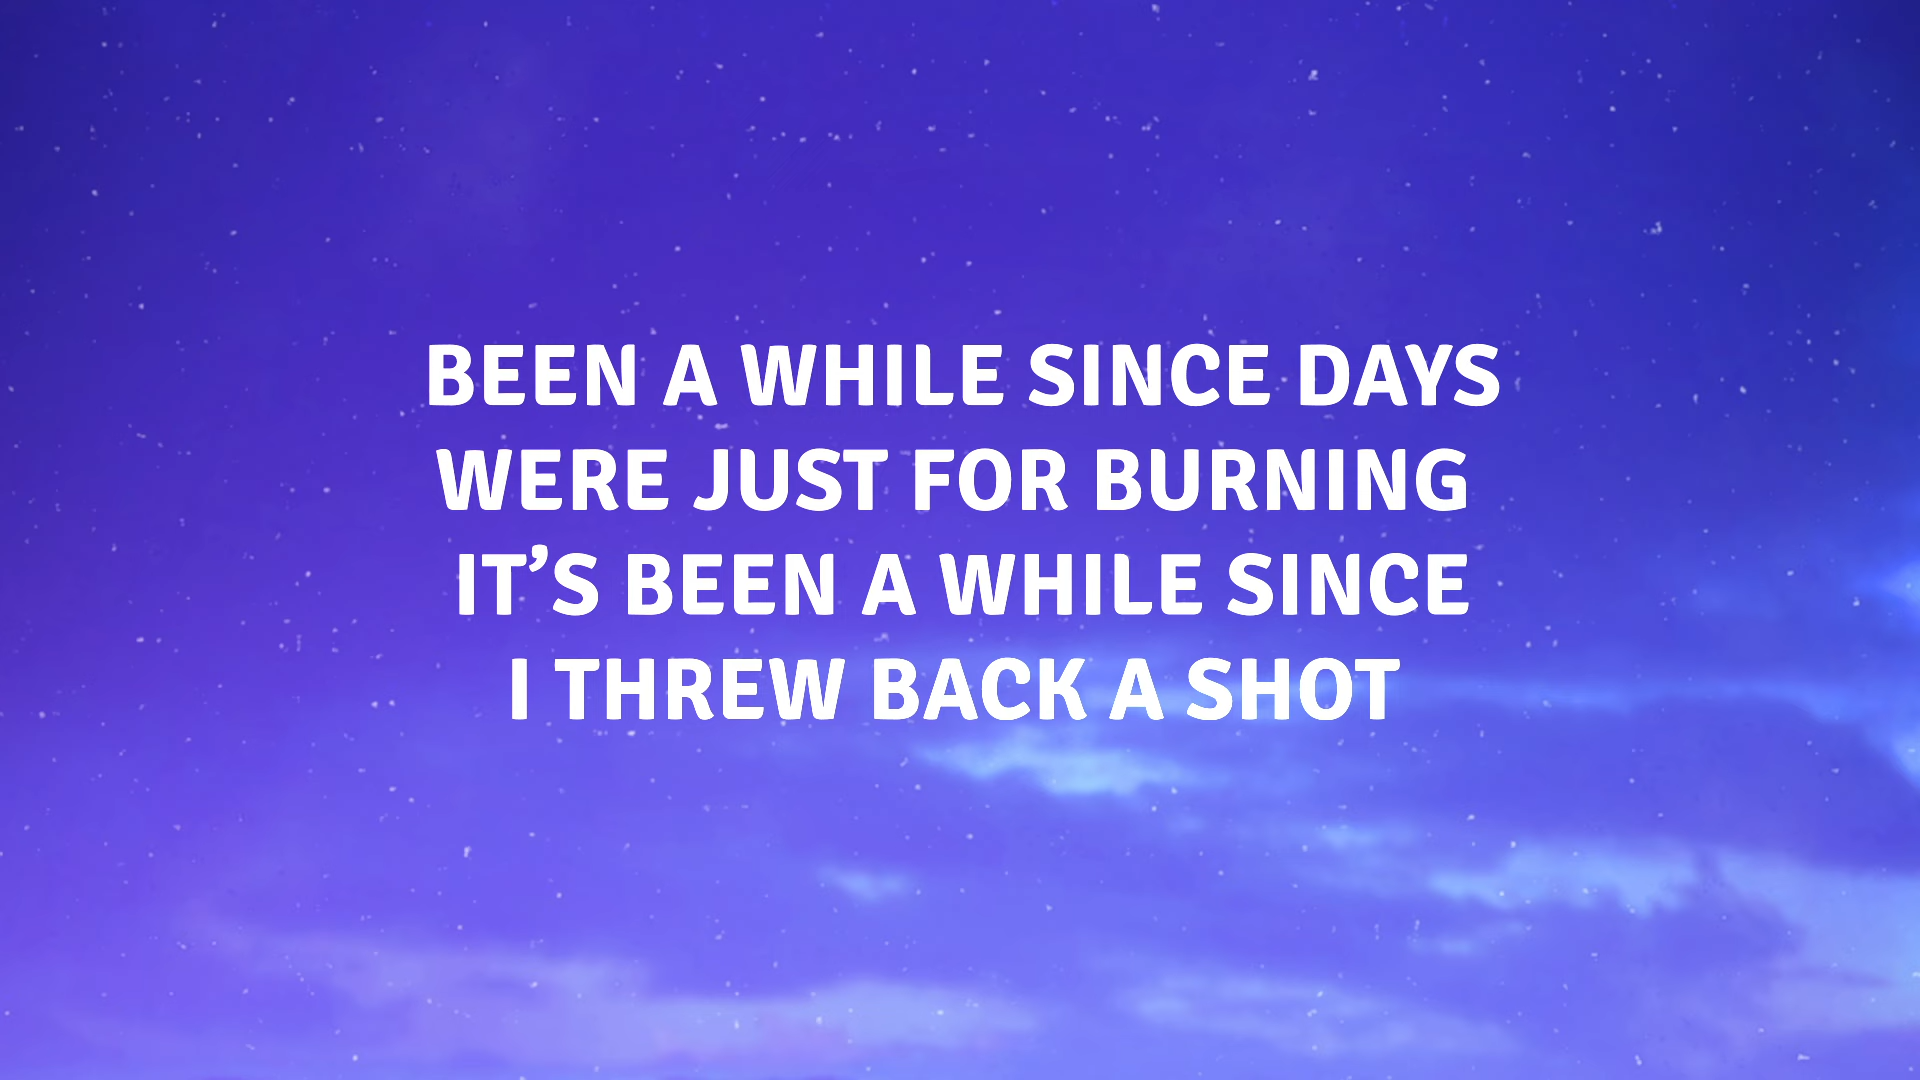 BEEN A WHILE SINCE DAYS
WERE JUST FOR BURNING
IT’S BEEN A WHILE SINCE
I THREW BACK A SHOT